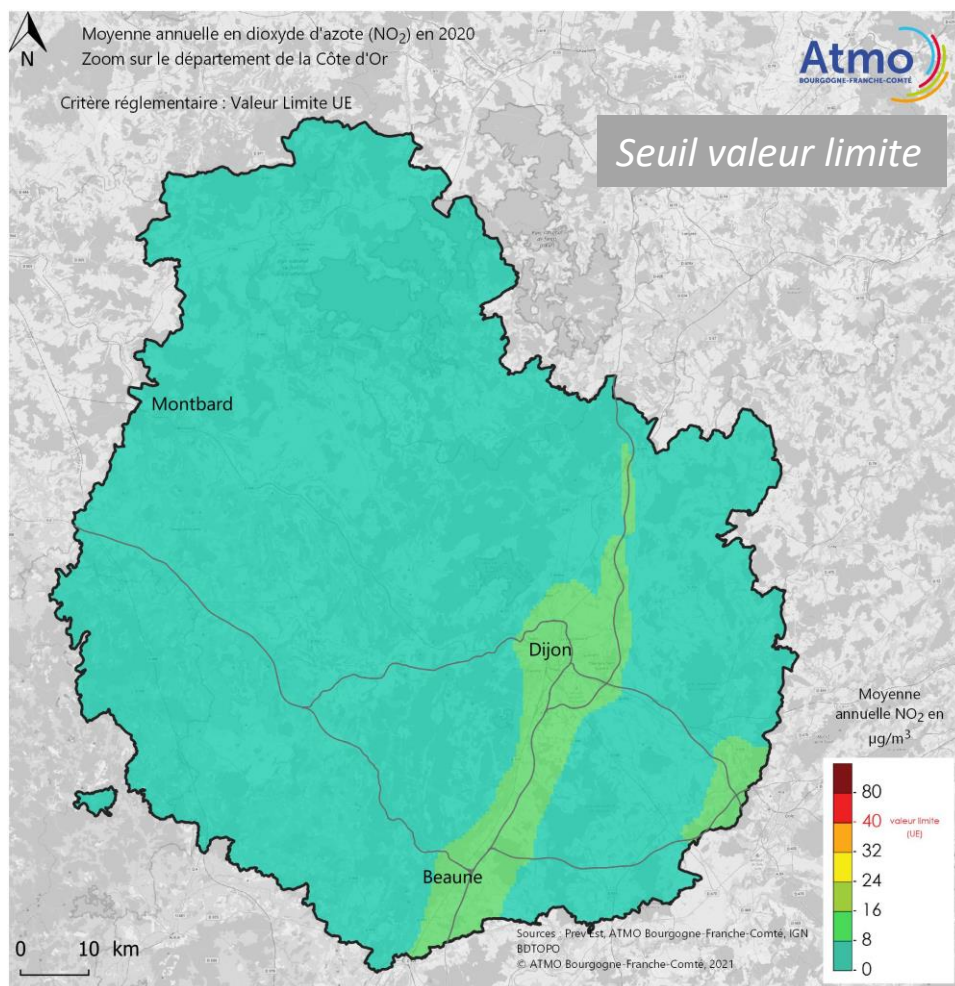 Moyenne annuelle en dioxyde d'azote (NO₂) en 2020
Zoom sur le département de la Côte d'Or
Critère réglementaire : Valeur Limite UE
N
Atmo
BOURGOGNE-FRANCHE-COMTÉ
Seuil valeur limite
Montbard
Dijon
Beaune
Moyenne
annuelle NO₂ en
µg/m³
80
40 valeur limite
(UE)
32
24
16
8
0
0 10 km
Sources : Prev'Est, ATMO Bourgogne-Franche-Comté, IGN
BDTOPO
© ATMO Bourgogne-Franche-Comté, 2021